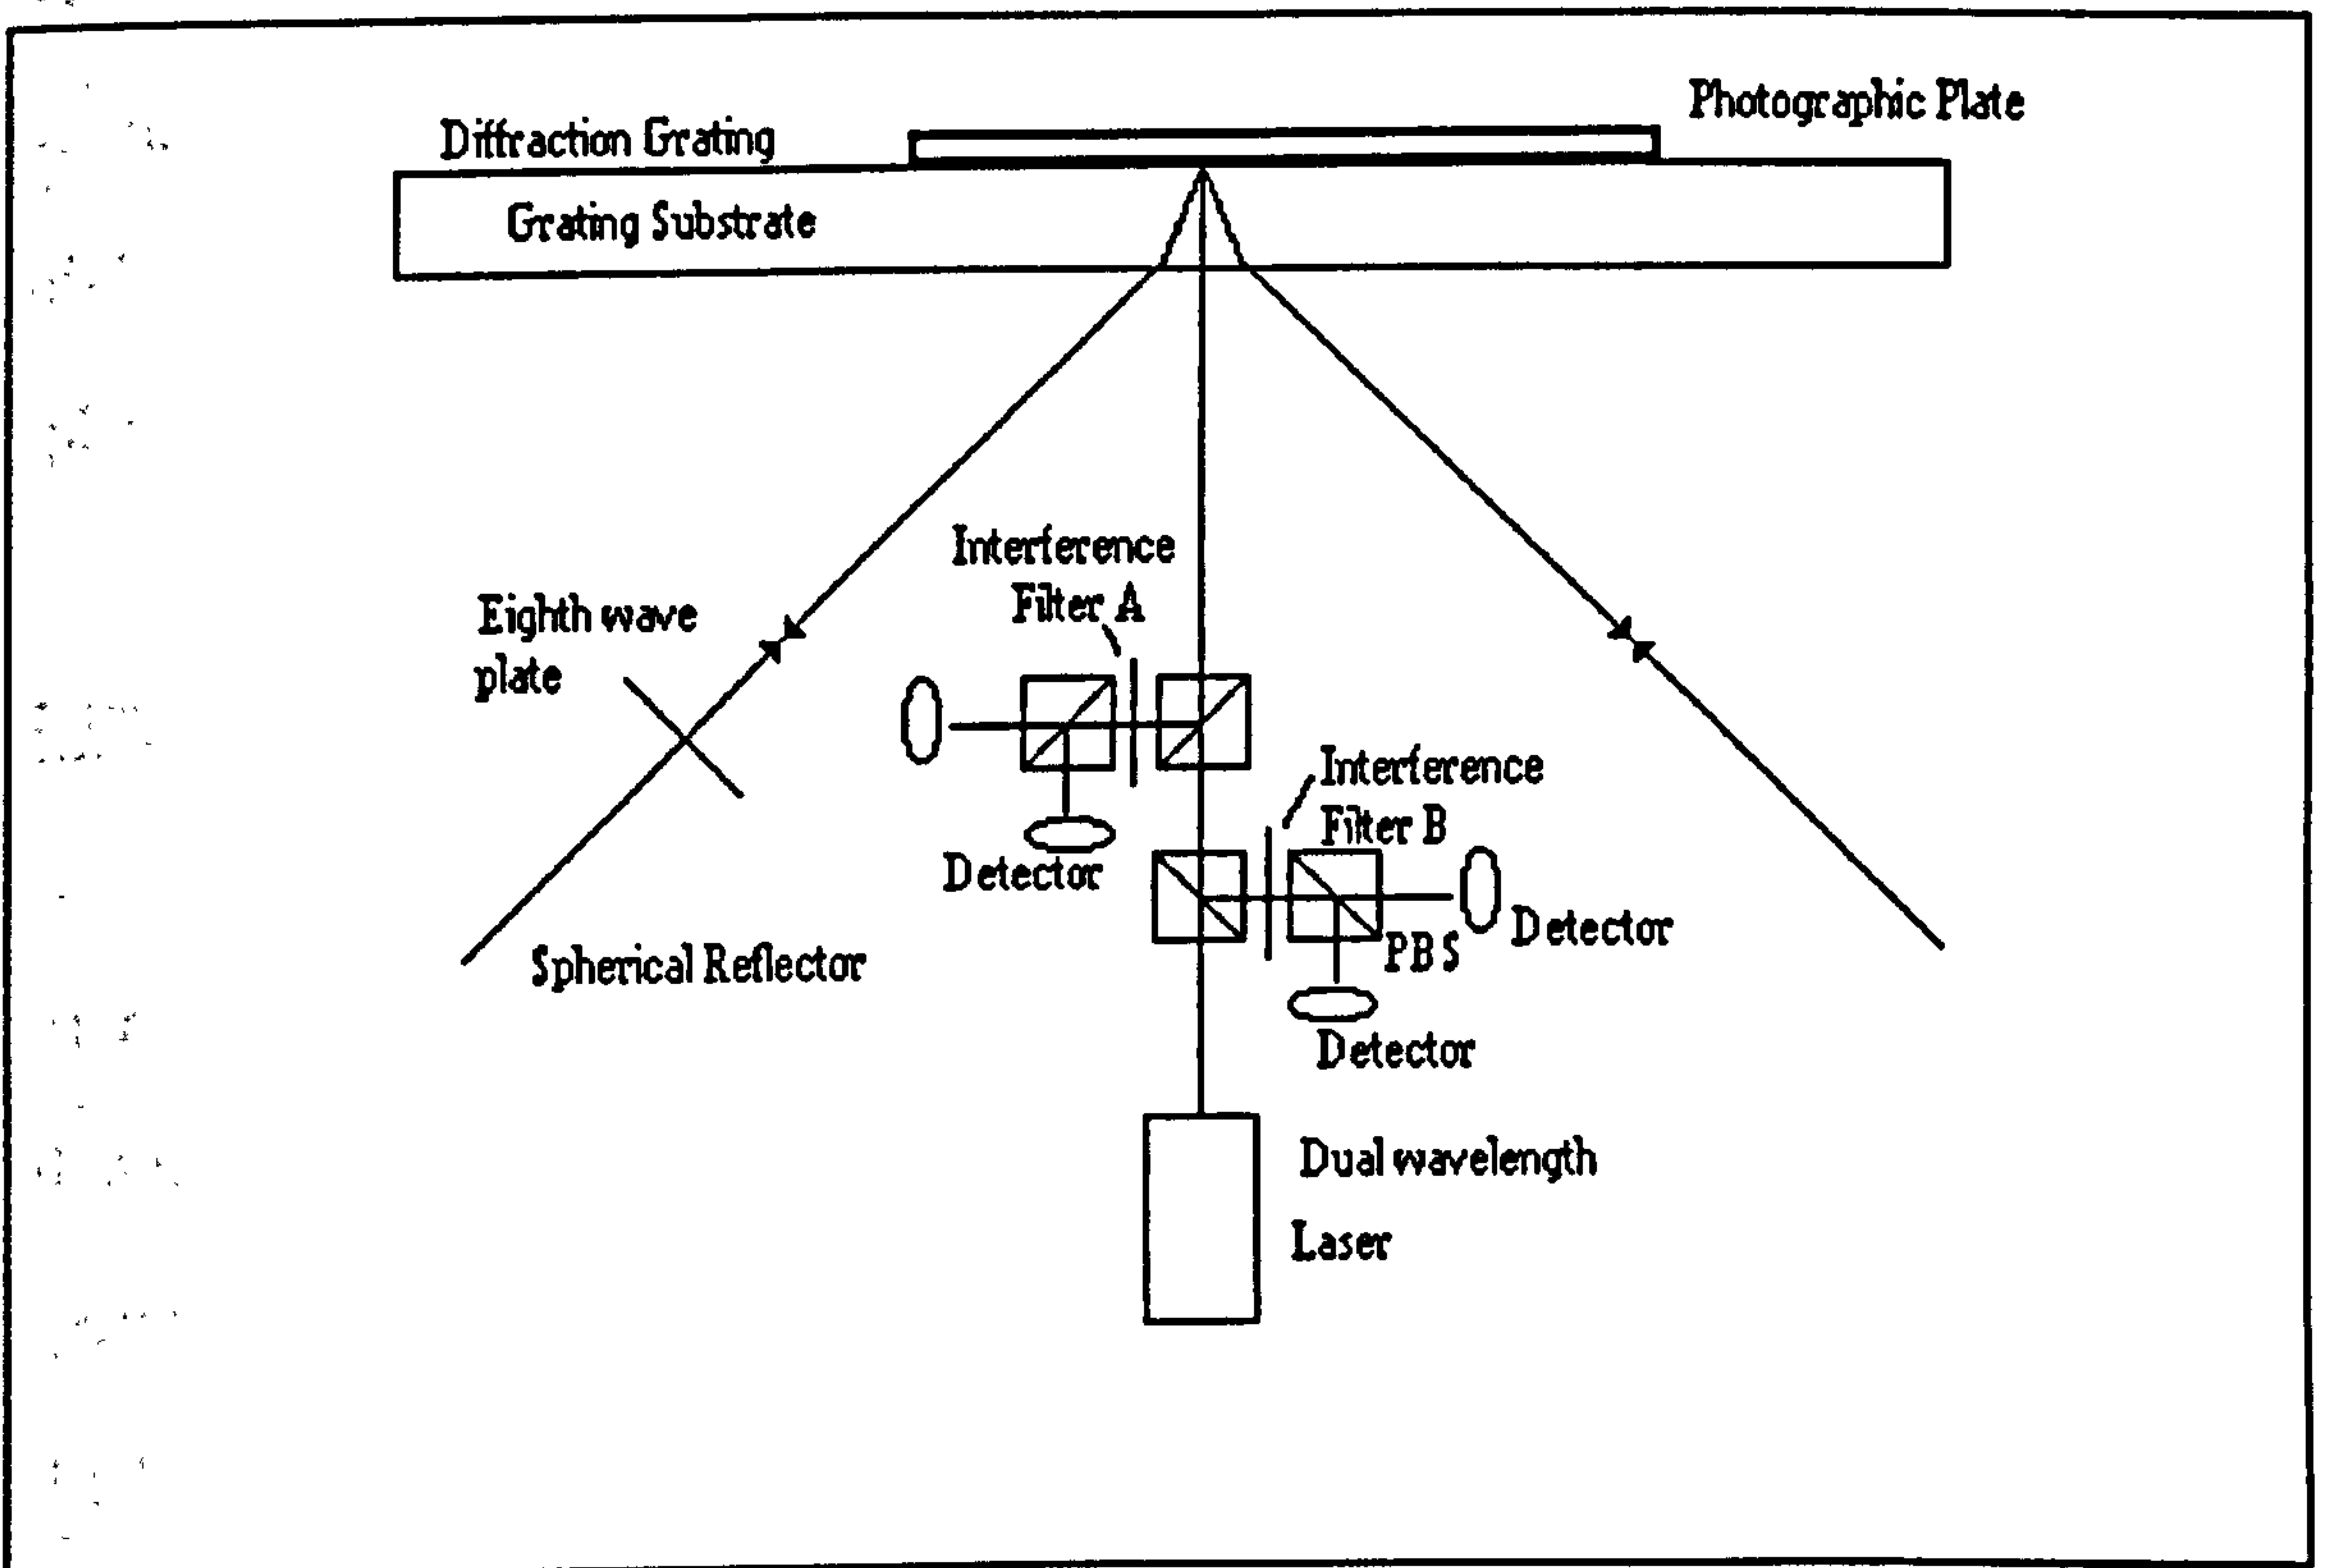 Photographic Plate
Diffraction Grating
Grating Substrate
Interference
Filter A
Eighth wave
plate
Interference
Filter B
Detector
Detector
PBS
Spherical Reflector
Detector
Dual wavelength
Laser